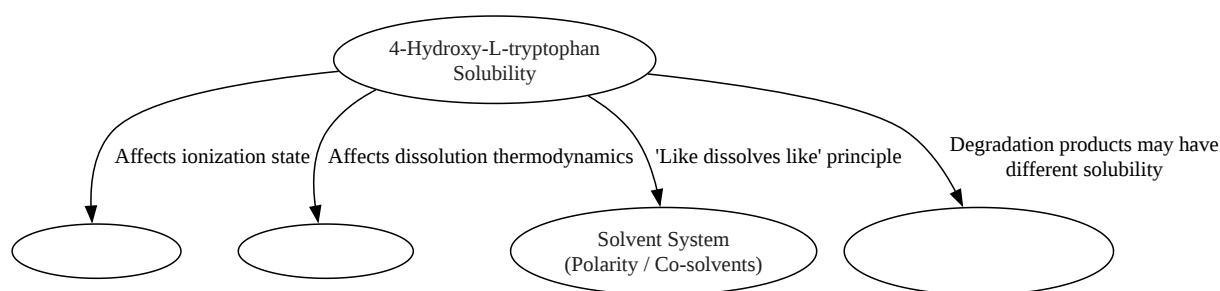 4-Hydroxy-L-tryptophan
Solubility
Affects ionization state
Affects dissolution thermodynamics
'Like dissolves like' principle
Degradation products may have
different solubility
Solvent System
(Polarity / Co-solvents)